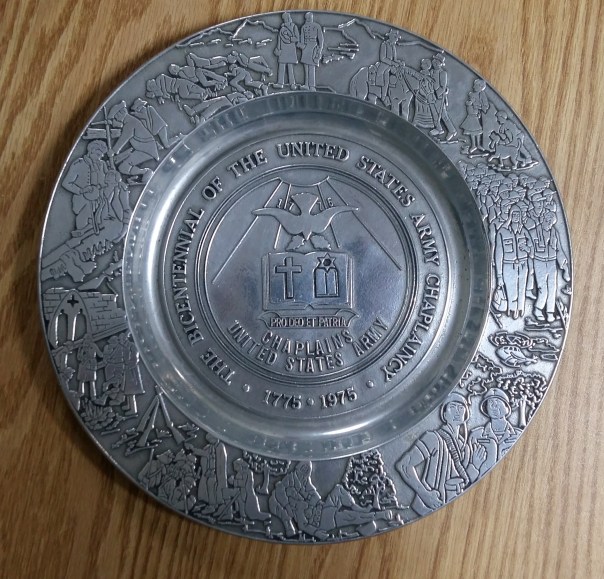 THE BICENTENNIAL OF THE UNITED STATES ARMY CHAPLAINCY
• 1775 • 1975 •
PRO DEO ET PATRIA
CHAPLAINS
UNITED STATES ARMY